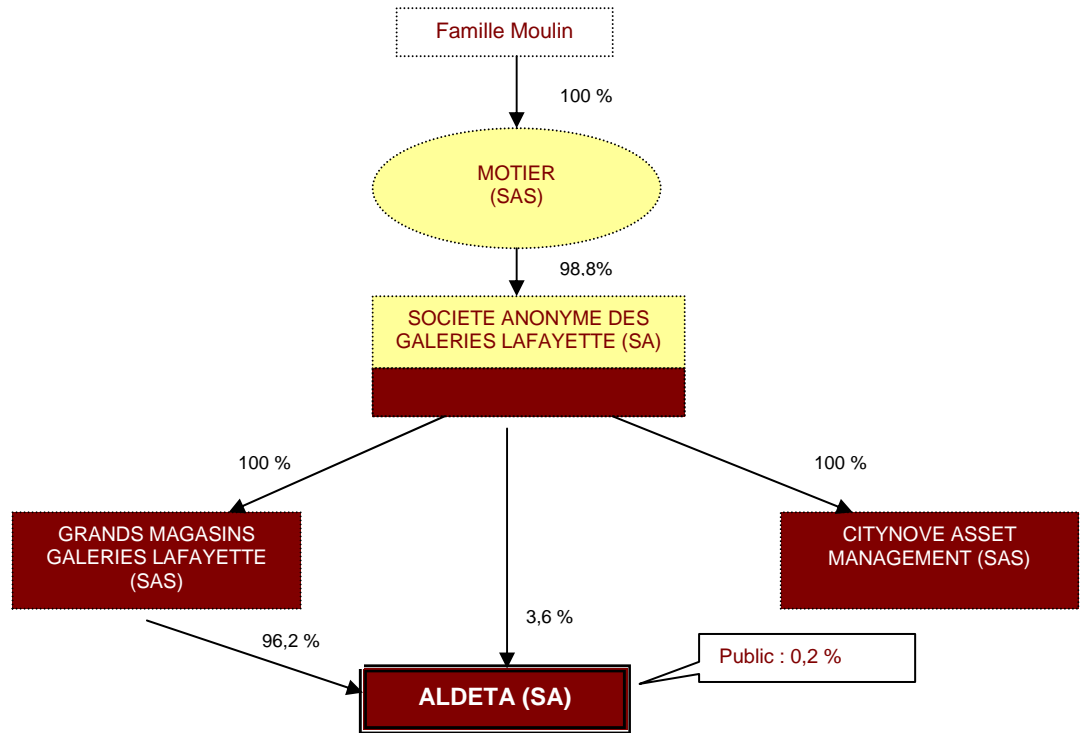 Famille Moulin
100 %
MOTIER
(SAS)
98.8%
SOCIETE ANONYME DES
GALERIES LAFAYETTE (SA)
100 %
100 %
GRANDS MAGASINS
GALERIES LAFAYETTE
(SAS)
CITYNOVE ASSET
MANAGEMENT (SAS)
96,2 %
3,6 %
Public : 0,2 %
ALDETA (SA)